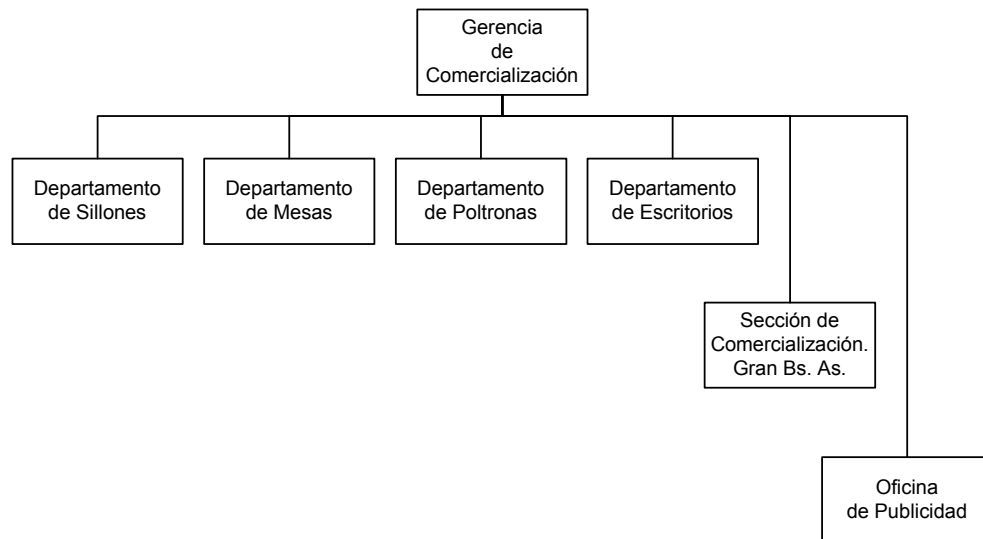 Gerencia
de
Comercialización
Departamento
de Sillones
Departamento
de Mesas
Departamento
de Poltronas
Departamento
de Escritorios
Sección de
Comercialización.
Gran Bs. As.
Oficina
de Publicidad